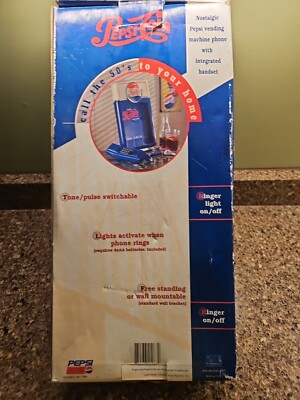 PEPSI-Cola
Nostalgic
Pepsi vending
machine phone
with
integrated
handset
call the 50's to your home
Tone/pulse switchable
Ringer
light
on/off
Lights activate when
phone rings
Free standing
or wall mountable
(standard wall bracket)
Ringer
on/off
PEPSI